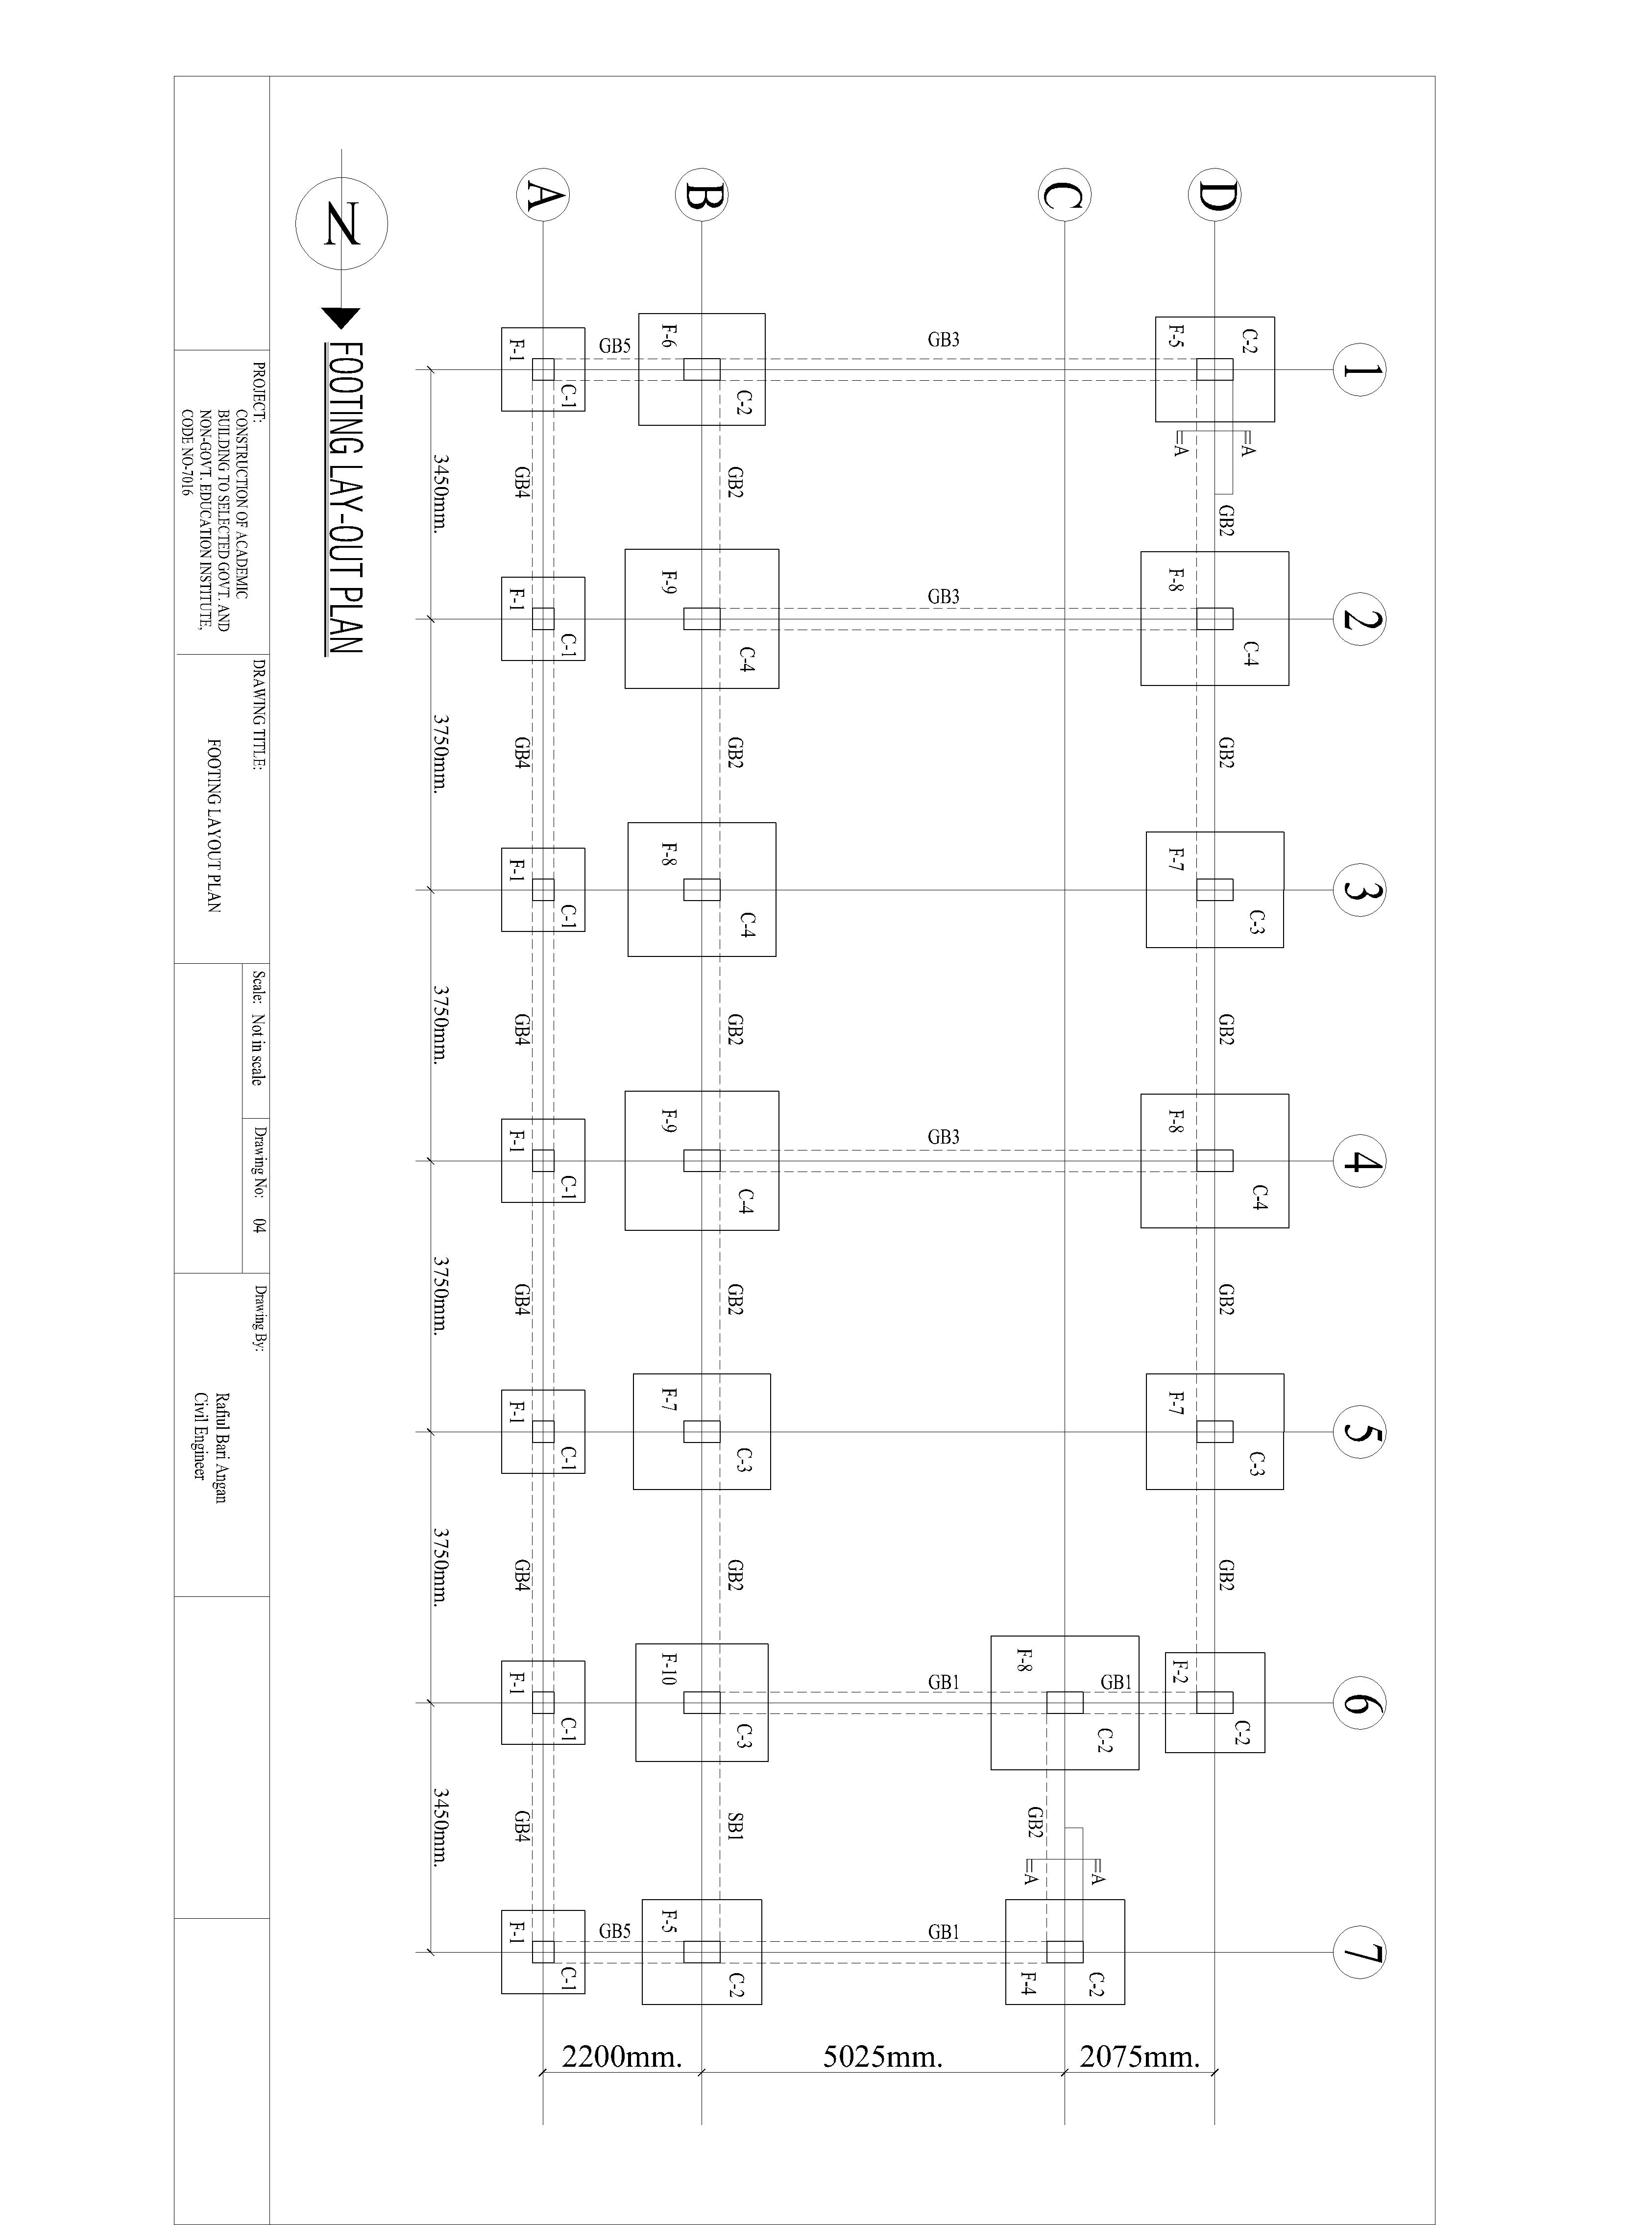 1 2 3 4 5 6 7
C-2 A GB2 C-4 GB2 C-3 GB2 C-4 GB2 C-3 GB2 C-2
D
F-5 A F-8 F-7 F-8 F-7 F-2
2075mm.
GB1 C-2 A C-2
C
F-8 GB2 A F-4
GB3 GB3 GB3 GB1 GB1
5025mm.
C-2 GB2 C-4 GB2 C-4 GB2 C-4 GB2 C-3 GB2 C-3 SB1 C-2
B
F-6 F-9 F-8 F-9 F-7 F-10 F-5
GB5 GB5
2200mm.
C-1 C-1 C-1 C-1 C-1 C-1 C-1
A
F-1 GB4 F-1 GB4 F-1 GB4 F-1 GB4 F-1 GB4 F-1 GB4 F-1
3450mm. 3750mm. 3750mm. 3750mm. 3750mm. 3450mm.
N
FOOTING LAY-OUT PLAN
PROJECT:
CONSTRUCTION OF ACADEMIC
BUILDING TO SELECTED GOVT. AND
NON-GOVT. EDUCATION INSTITUTE,
CODE NO-7016
DRAWING TITLE:
FOOTING LAYOUT PLAN
Scale: Not in scale
Drawing No: 04
Drawing By:
Rafiul Bari Angan
Civil Engineer